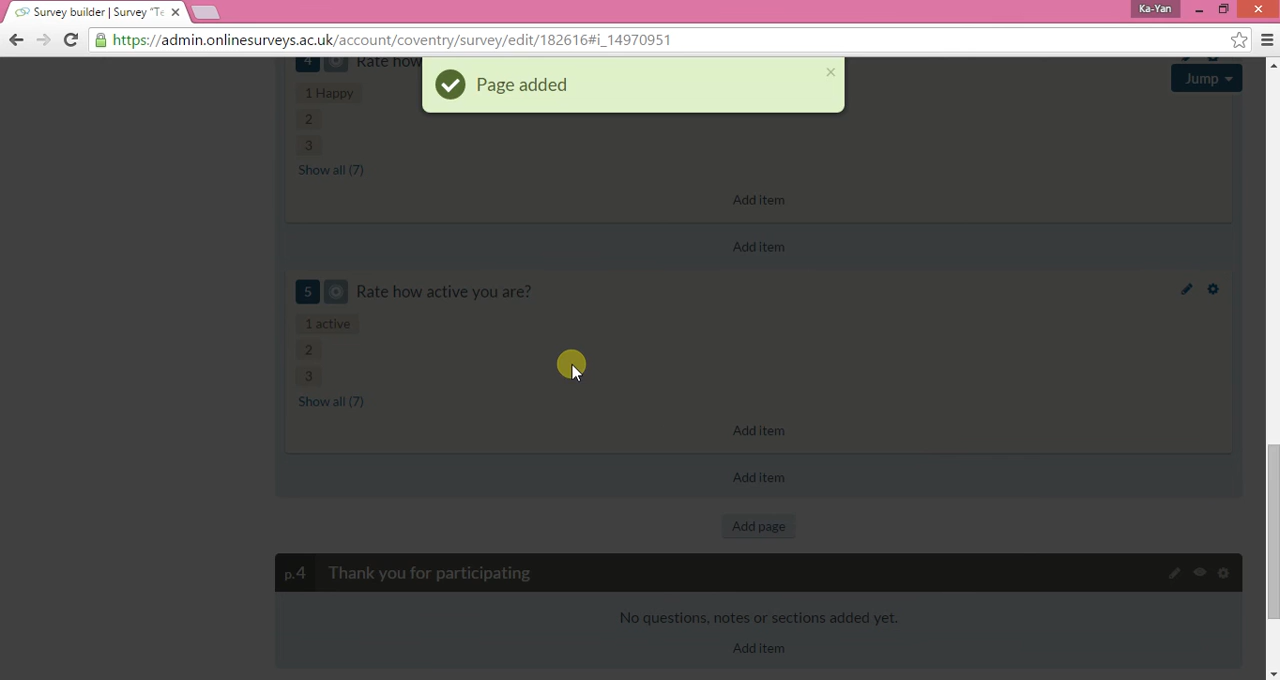 Survey builder | Survey "Te
Ka-Yan
https://admin.onlinesurveys.ac.uk/account/coventry/survey/edit/182616#i_14970951
Page added
Jump
4 Rate how
1 Happy
2
3
Show all (7)
Add item
Add item
5 Rate how active you are?
1 active
2
3
Show all (7)
Add item
Add item
Add page
p.4 Thank you for participating
No questions, notes or sections added yet.
Add item